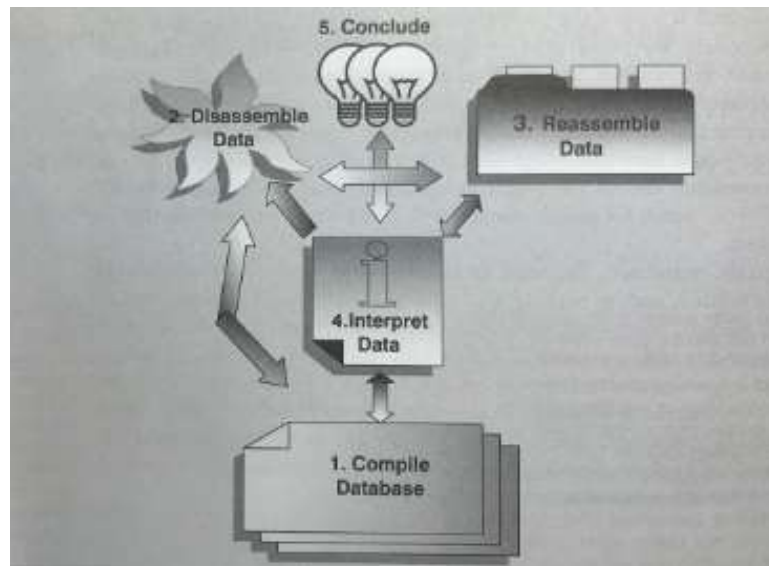 5. Conclude
2. Disassemble
Data
3. Reassemble
Data
4.Interpret
Data
1. Compile
Database